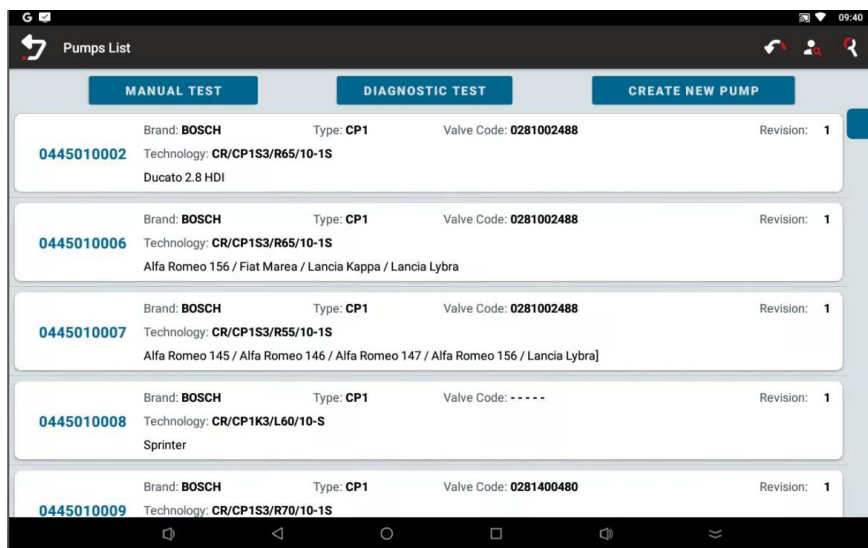 G 09:40
Pumps List
MANUAL TEST DIAGNOSTIC TEST CREATE NEW PUMP
Brand: BOSCH Type: CP1 Valve Code: 0281002488 Revision: 1
0445010002 Technology: CR/CP1S3/R65/10-1S
Ducato 2.8 HDI
Brand: BOSCH Type: CP1 Valve Code: 0281002488 Revision: 1
0445010006 Technology: CR/CP1S3/R65/10-1S
Alfa Romeo 156 / Fiat Marea / Lancia Kappa / Lancia Lybra
Brand: BOSCH Type: CP1 Valve Code: 0281002488 Revision: 1
0445010007 Technology: CR/CP1S3/R55/10-1S
Alfa Romeo 145 / Alfa Romeo 146 / Alfa Romeo 147 / Alfa Romeo 156 / Lancia Lybra]
Brand: BOSCH Type: CP1 Valve Code: - - - - - Revision: 1
0445010008 Technology: CR/CP1K3/L60/10-S
Sprinter
Brand: BOSCH Type: CP1 Valve Code: 0281400480 Revision: 1
0445010009 Technology: CR/CP1S3/R70/10-1S